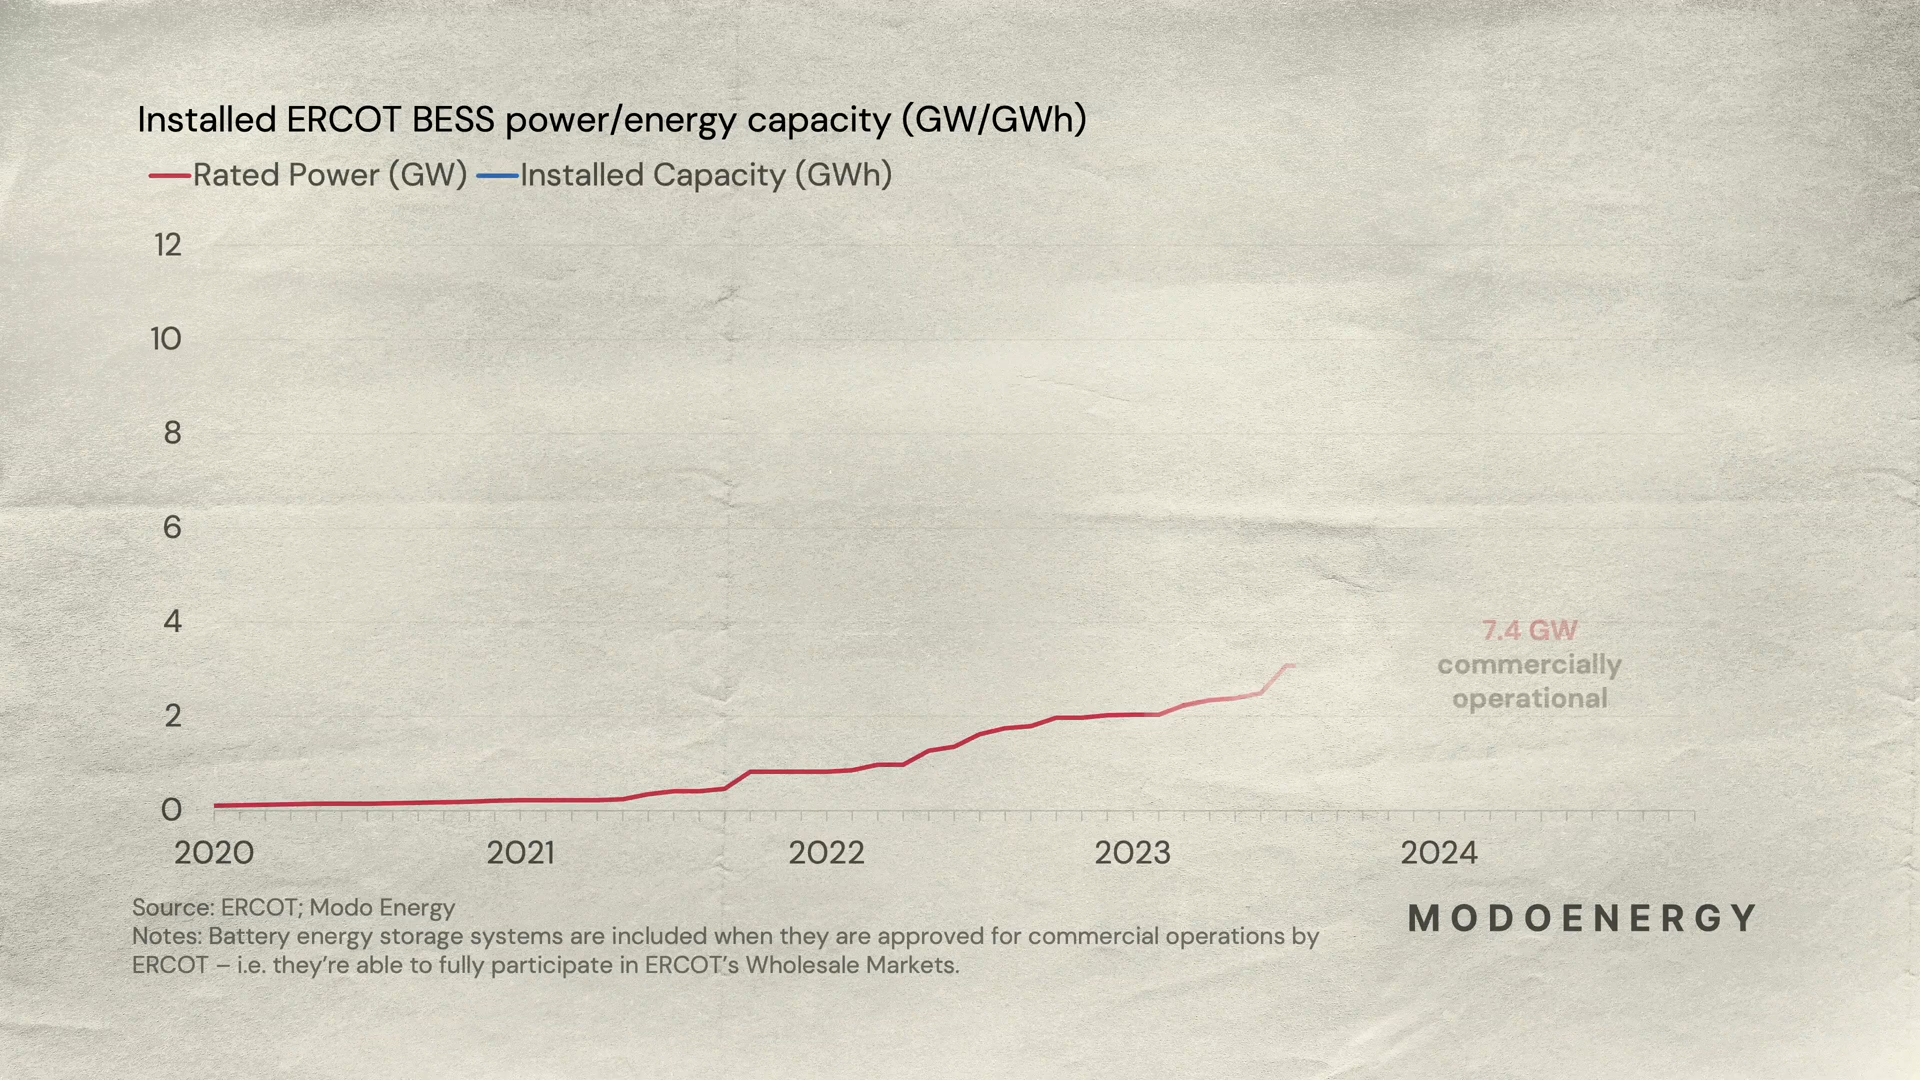 Installed ERCOT BESS power/energy capacity (GW/GWh)
Rated Power (GW) Installed Capacity (GWh)
12
10
8
6
4
2
0
7.4 GW
commercially
operational
2020 2021 2022 2023 2024
Source: ERCOT; Modo Energy
Notes: Battery energy storage systems are included when they are approved for commercial operations by
ERCOT – i.e. they’re able to fully participate in ERCOT’s Wholesale Markets.
MODOENERGY